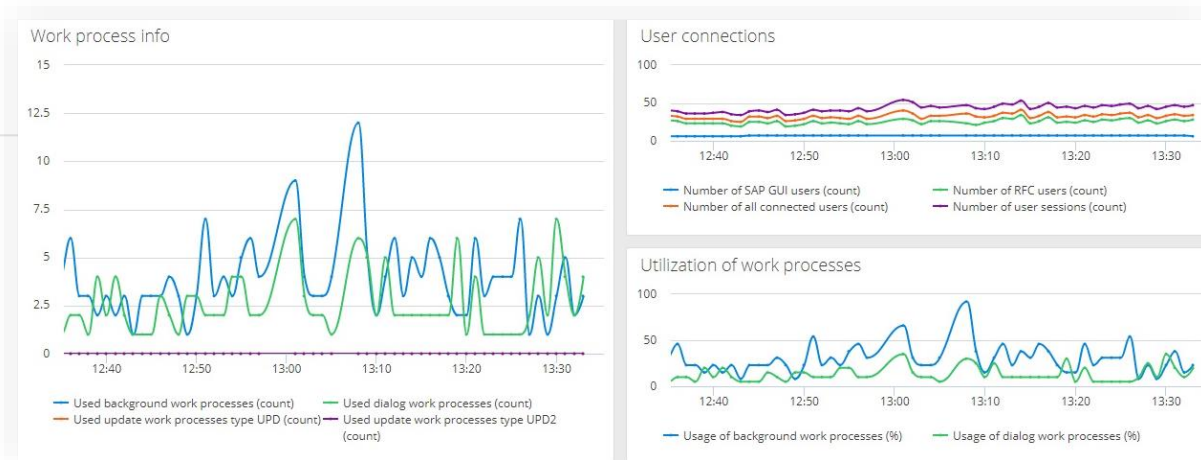 Work process info
15
12.5
10
7.5
5
2.5
0
12:40 12:50 13:00 13:10 13:20 13:30
Used background work processes (count) Used dialog work processes (count)
Used update work processes type UPD (count) Used update work processes type UPD2
(count)
User connections
100
50
0
12:40 12:50 13:00 13:10 13:20 13:30
Number of SAP GUI users (count) Number of RFC users (count)
Number of all connected users (count) Number of user sessions (count)
Utilization of work processes
100
50
0
12:40 12:50 13:00 13:10 13:20 13:30
Usage of background work processes (%) Usage of dialog work processes (%)